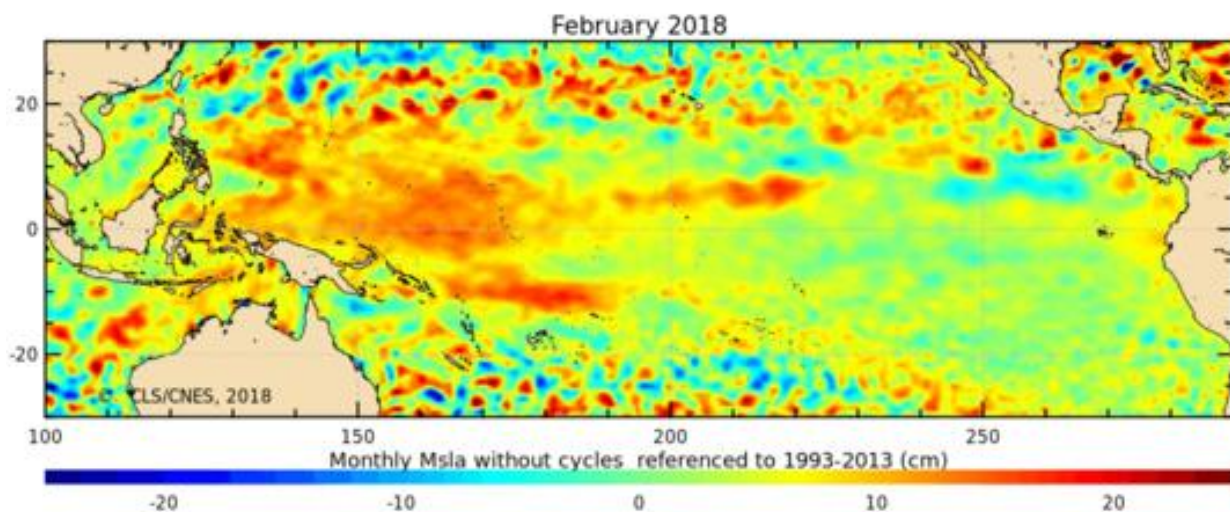 February 2018
20
0
-20
CLS/CNES, 2018
100 150 200 250
Monthly Msla without cycles referenced to 1993-2013 (cm)
-20 -10 0 10 20